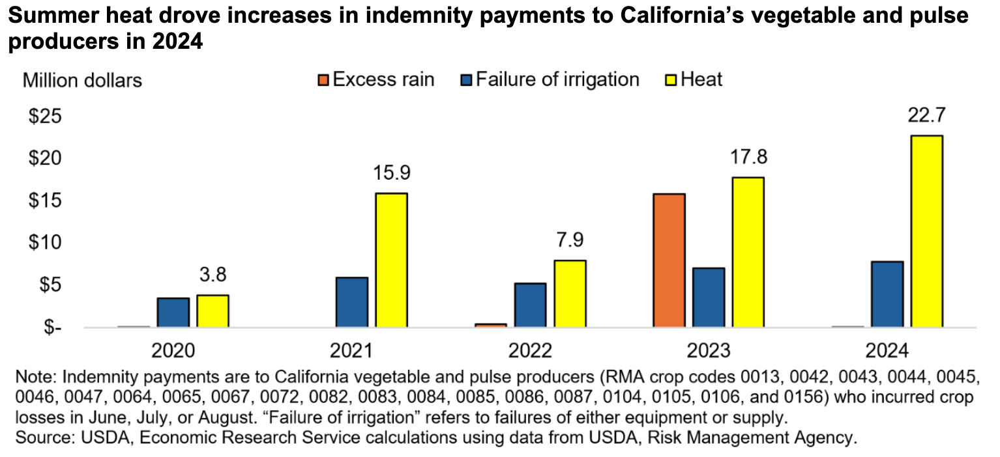 Summer heat drove increases in indemnity payments to California’s vegetable and pulse
producers in 2024
Million dollars
Excess rain
Failure of irrigation
Heat
$25
$20
$15
$10
$5
$-
3.8
15.9
7.9
17.8
22.7
2020
2021
2022
2023
2024
Note: Indemnity payments are to California vegetable and pulse producers (RMA crop codes 0013, 0042, 0043, 0044, 0045,
0046, 0047, 0064, 0065, 0067, 0072, 0082, 0083, 0084, 0085, 0086, 0087, 0104, 0105, 0106, and 0156) who incurred crop
losses in June, July, or August. “Failure of irrigation” refers to failures of either equipment or supply.
Source: USDA, Economic Research Service calculations using data from USDA, Risk Management Agency.